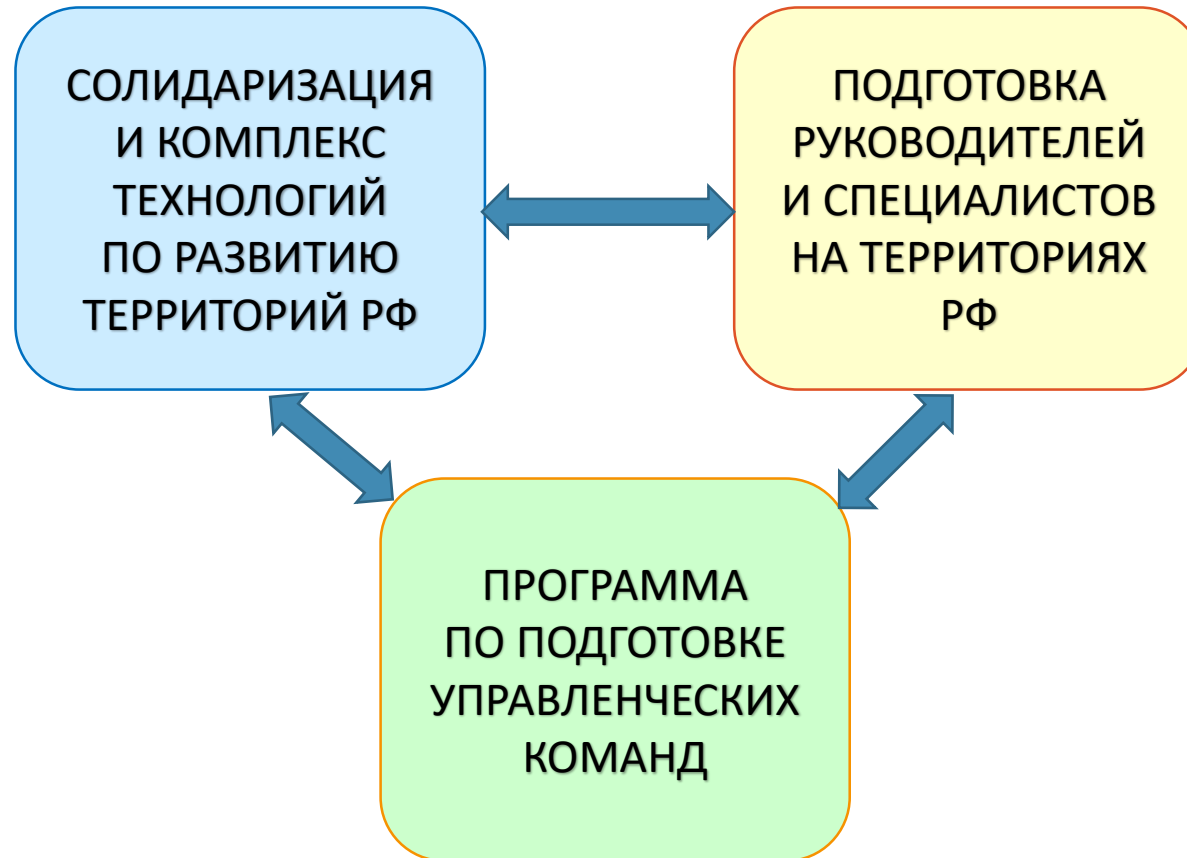 СОЛИДАРИЗАЦИЯ
И КОМПЛЕКС
ТЕХНОЛОГИЙ
ПО РАЗВИТИЮ
ТЕРРИТОРИЙ РФ
ПОДГОТОВКА
РУКОВОДИТЕЛЕЙ
И СПЕЦИАЛИСТОВ
НА ТЕРРИТОРИЯХ
РФ
ПРОГРАММА
ПО ПОДГОТОВКЕ
УПРАВЛЕНЧЕСКИХ
КОМАНД